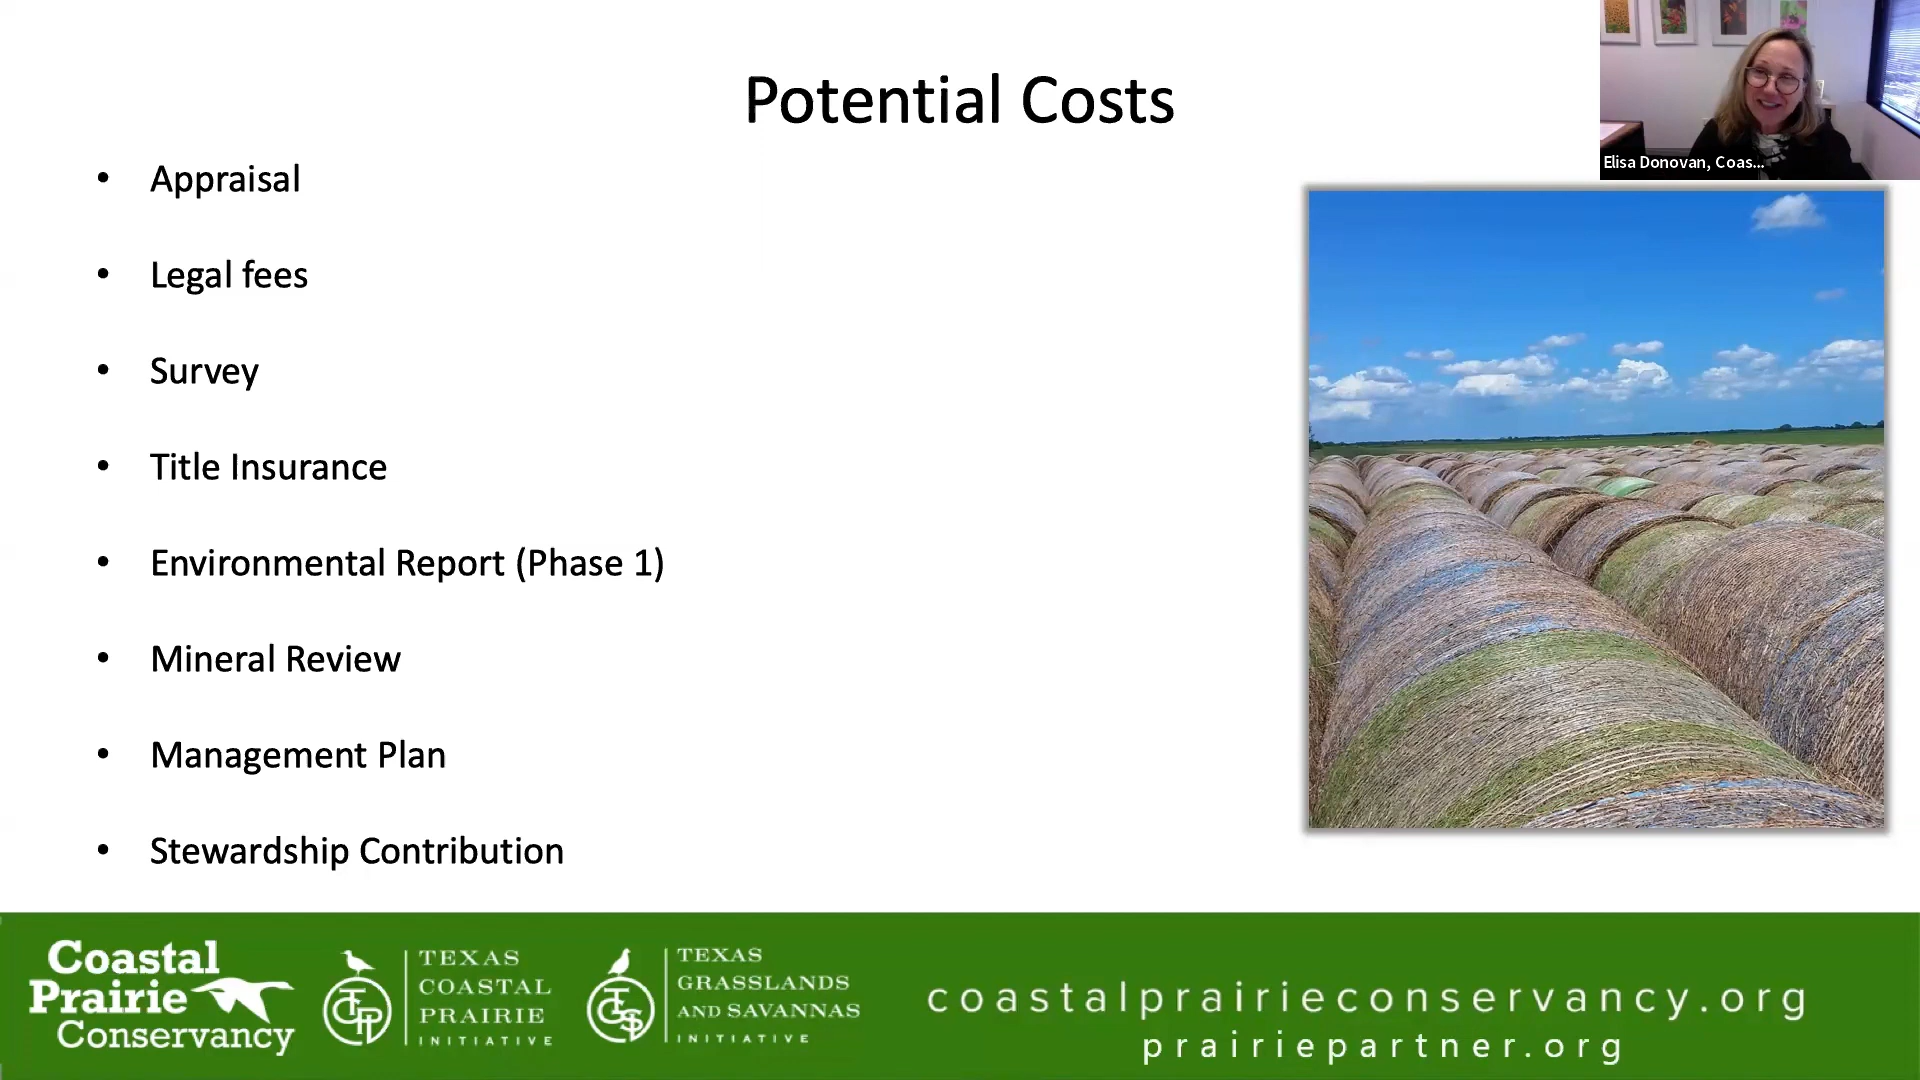 Potential Costs
Elisa Donovan, Coas...
• Appraisal
• Legal fees
• Survey
• Title Insurance
• Environmental Report (Phase 1)
• Mineral Review
• Management Plan
• Stewardship Contribution
Coastal
Prairie
Conservancy
TEXAS
COASTAL
PRAIRIE
INITIATIVE
TEXAS
GRASSLANDS
AND SAVANNAS
INITIATIVE
coastalprairieconservancy.org
prairiepartner.org